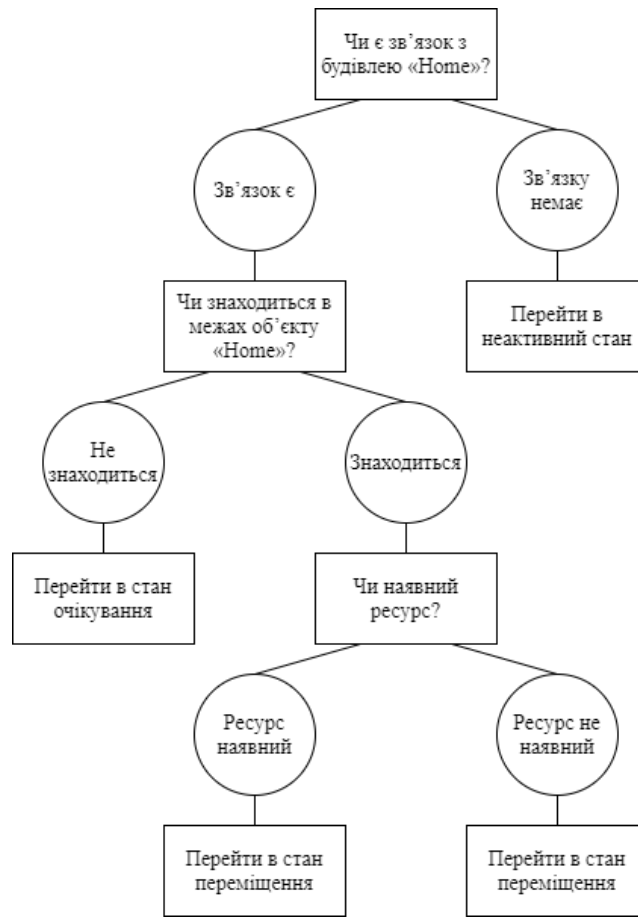 Чи є зв’язок з
будівлею «Home»?
Зв’язок є
Зв’язку
немає
Чи знаходиться в
межах об’єкту
«Home»?
Перейти в
неактивний стан
Не
знаходиться
Знаходиться
Перейти в стан
очікування
Чи наявний
ресурс?
Ресурс
наявний
Ресурс не
наявний
Перейти в стан
переміщення
Перейти в стан
переміщення